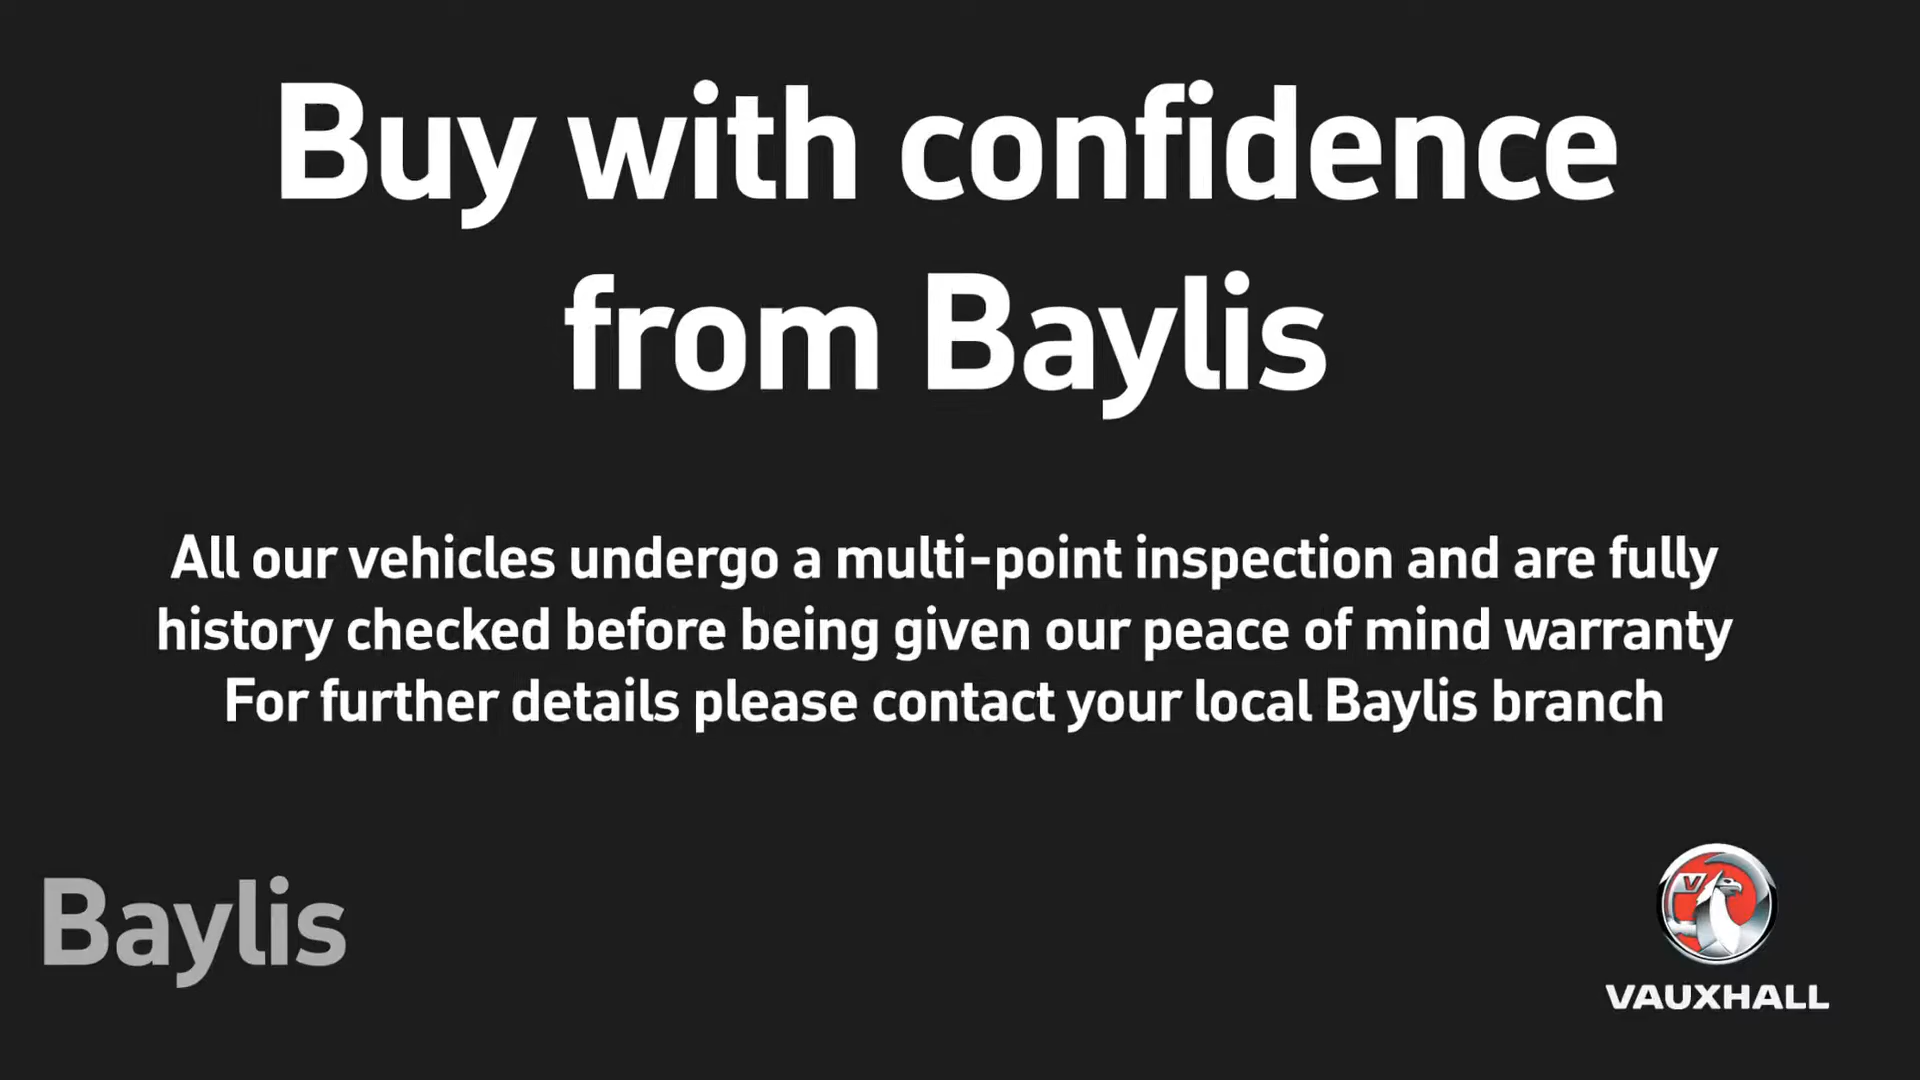 Buy with confidence
from Baylis
All our vehicles undergo a multi-point inspection and are fully
history checked before being given our peace of mind warranty
For further details please contact your local Baylis branch
Baylis
V
VAUXHALL